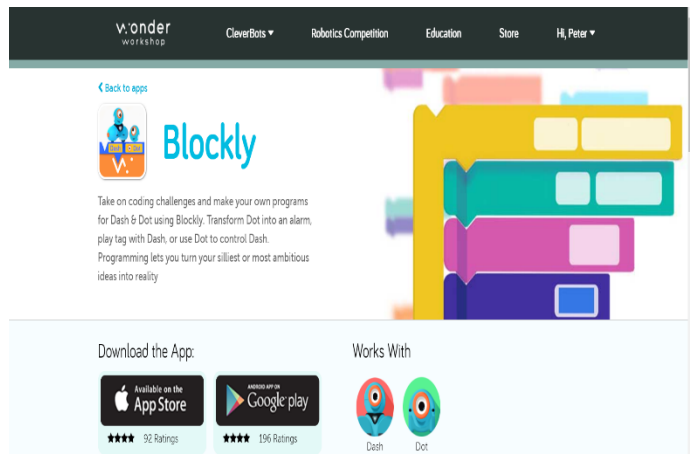 wonder
workshop
CleverBots
Robotics Competition
Education
Store
Hi, Peter
Back to apps
Dash + Dot
Blockly
Take on coding challenges and make your own programs
for Dash & Dot using Blockly. Transform Dot into an alarm,
play tag with Dash, or use Dot to control Dash.
Programming lets you turn your silliest or most ambitious
ideas into reality
Download the App:
Works With
Available on the
App Store
ANDROID APP ON
Google play
92 Ratings
196 Ratings
Dash
Dot